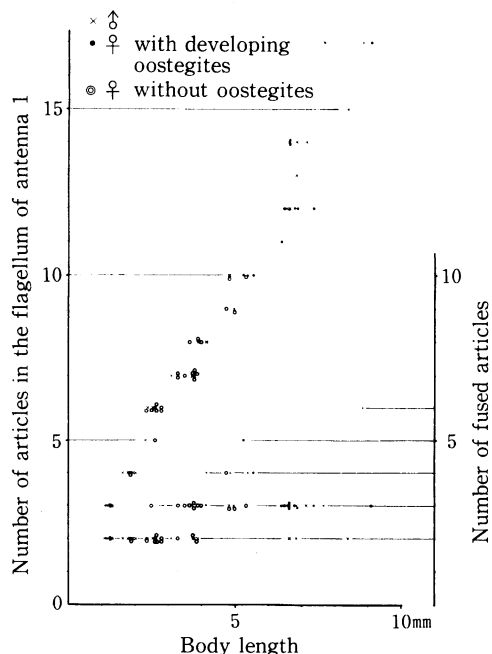 × ♂
● ♀ with developing
oostegites
◎ ♀ without oostegites
Number of articles in the flagellum of antenna 1
15
10
5
0
10
5
Number of fused articles
5
10mm
Body length